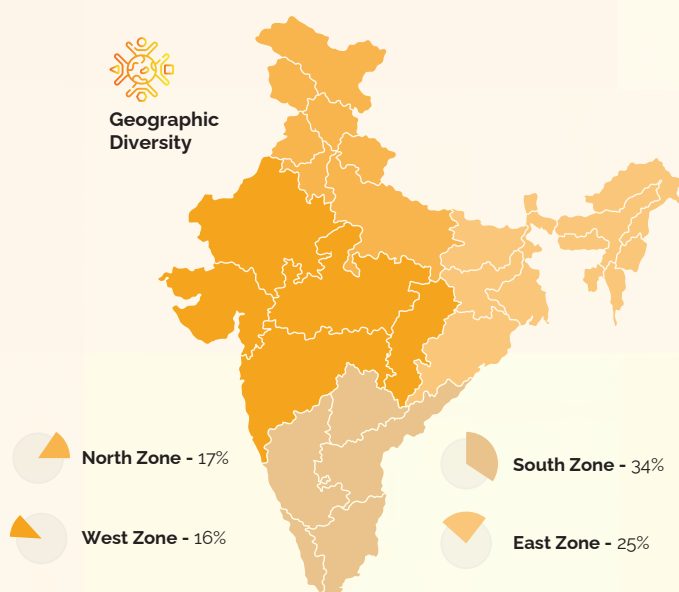 Geographic
Diversity
North Zone - 17%
South Zone - 34%
West Zone - 16%
East Zone - 25%